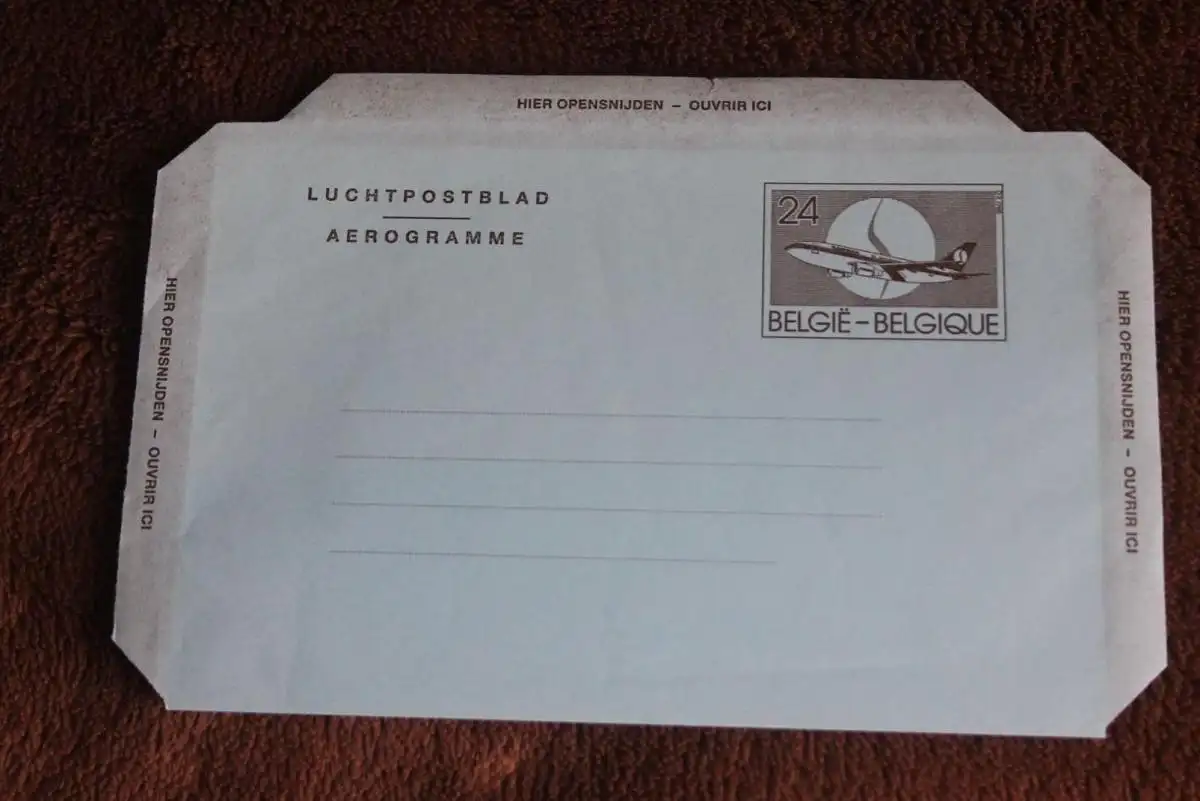 HIER OPENSNIJDEN – OUVRIR ICI
LUCHTPOSTBLAD
AEROGRAMME
24
BELGIË–BELGIQUE
HIER OPENSNIJDEN – OUVRIR ICI
HIER OPENSNIJDEN – OUVRIR ICI